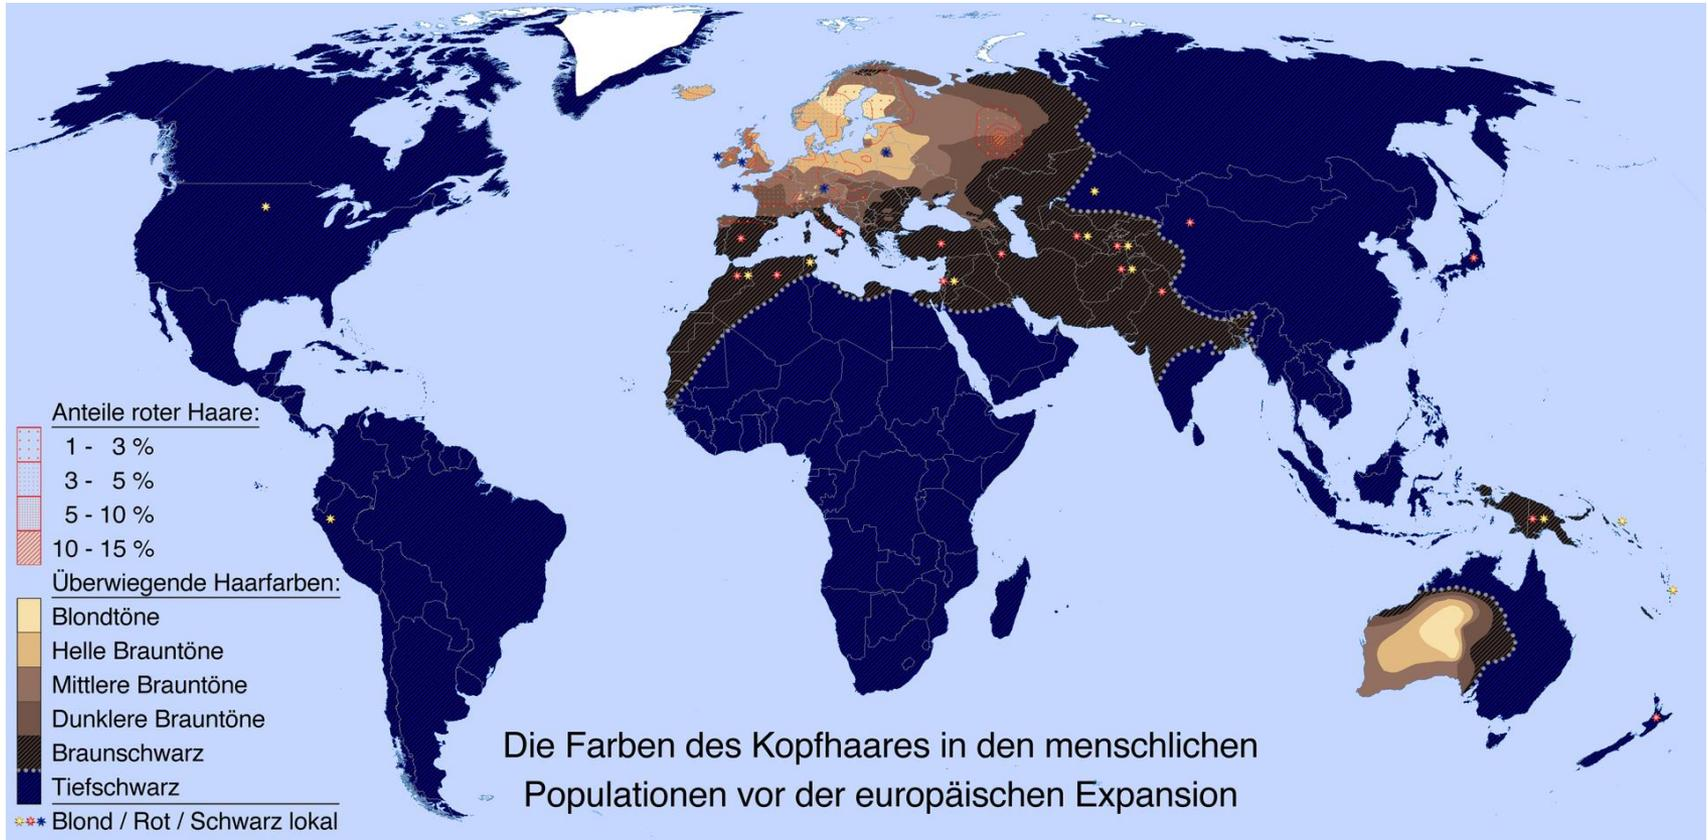 Anteile roter Haare:
1 - 3 %
3 - 5 %
5 - 10 %
10 - 15 %
Überwiegende Haarfarben:
Blondtöne
Helle Brauntöne
Mittlere Brauntöne
Dunklere Brauntöne
Braunschwarz
Tiefschwarz
Blond / Rot / Schwarz lokal
Die Farben des Kopfhaares in den menschlichen
Populationen vor der europäischen Expansion